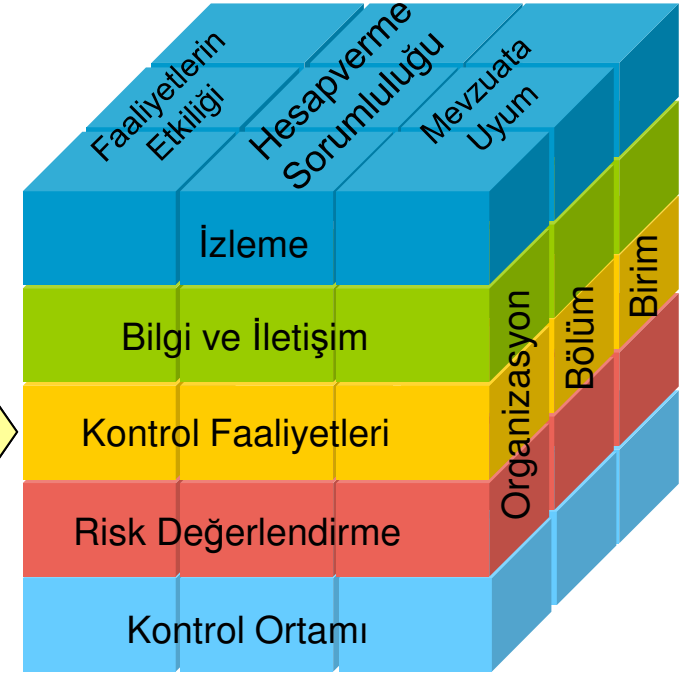 Faaliyetlerin
Etkiliği
Hesapverme
Sorumluluğu
Mevzuata
Uyum
İzleme
Bilgi ve İletişim
Kontrol Faaliyetleri
Risk Değerlendirme
Kontrol Ortamı
Organizasyon
Bölüm
Birim